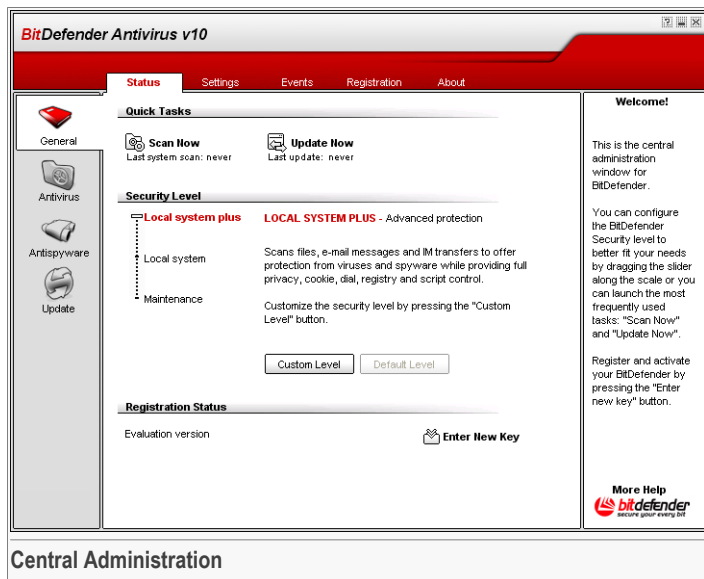 BitDefender Antivirus v10
?
Status Settings Events Registration About
General
Antivirus
Antispyware
Update
Quick Tasks
Scan Now
Last system scan: never
Update Now
Last update: never
Security Level
Local system plus
Local system
Maintenance
LOCAL SYSTEM PLUS - Advanced protection
Scans files, e-mail messages and IM transfers to offer
protection from viruses and spyware while providing full
privacy, cookie, dial, registry and script control.
Customize the security level by pressing the "Custom
Level" button.
Custom Level
Default Level
Registration Status
Evaluation version
Enter New Key
Welcome!
This is the central
administration
window for
BitDefender.
You can configure
the BitDefender
Security level to
better fit your needs
by dragging the slider
along the scale or you
can launch the most
frequently used
tasks: "Scan Now"
and "Update Now".
Register and activate
your BitDefender by
pressing the "Enter
new key" button.
More Help
bitdefender
secure your every bit
Central Administration